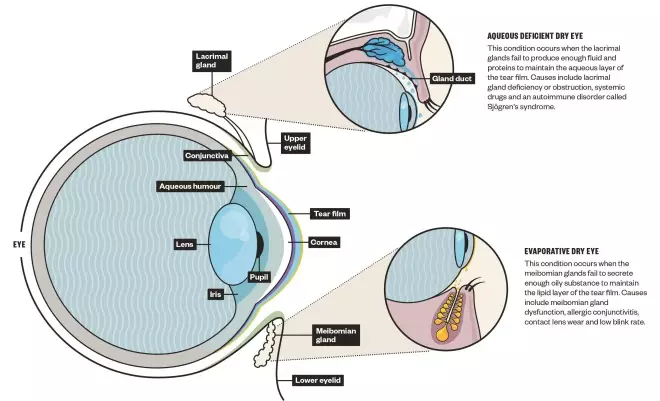 AQUEOUS DEFICIENT DRY EYE
This condition occurs when the lacrimal
glands fail to produce enough fluid and
proteins to maintain the aqueous layer of
the tear film. Causes include lacrimal
gland deficiency or obstruction, systemic
drugs and an autoimmune disorder called
Sjögren's syndrome.
Lacrimal
gland
Gland duct
Upper
eyelid
Conjunctiva
Aqueous humour
Tear film
EYE
Lens
Cornea
Pupil
Iris
EVAPORATIVE DRY EYE
This condition occurs when the
meibomian glands fail to secrete
enough oily substance to maintain
the lipid layer of the tear film. Causes
include meibomian gland
dysfunction, allergic conjunctivitis,
contact lens wear and low blink rate.
Meibomian
gland
Lower eyelid